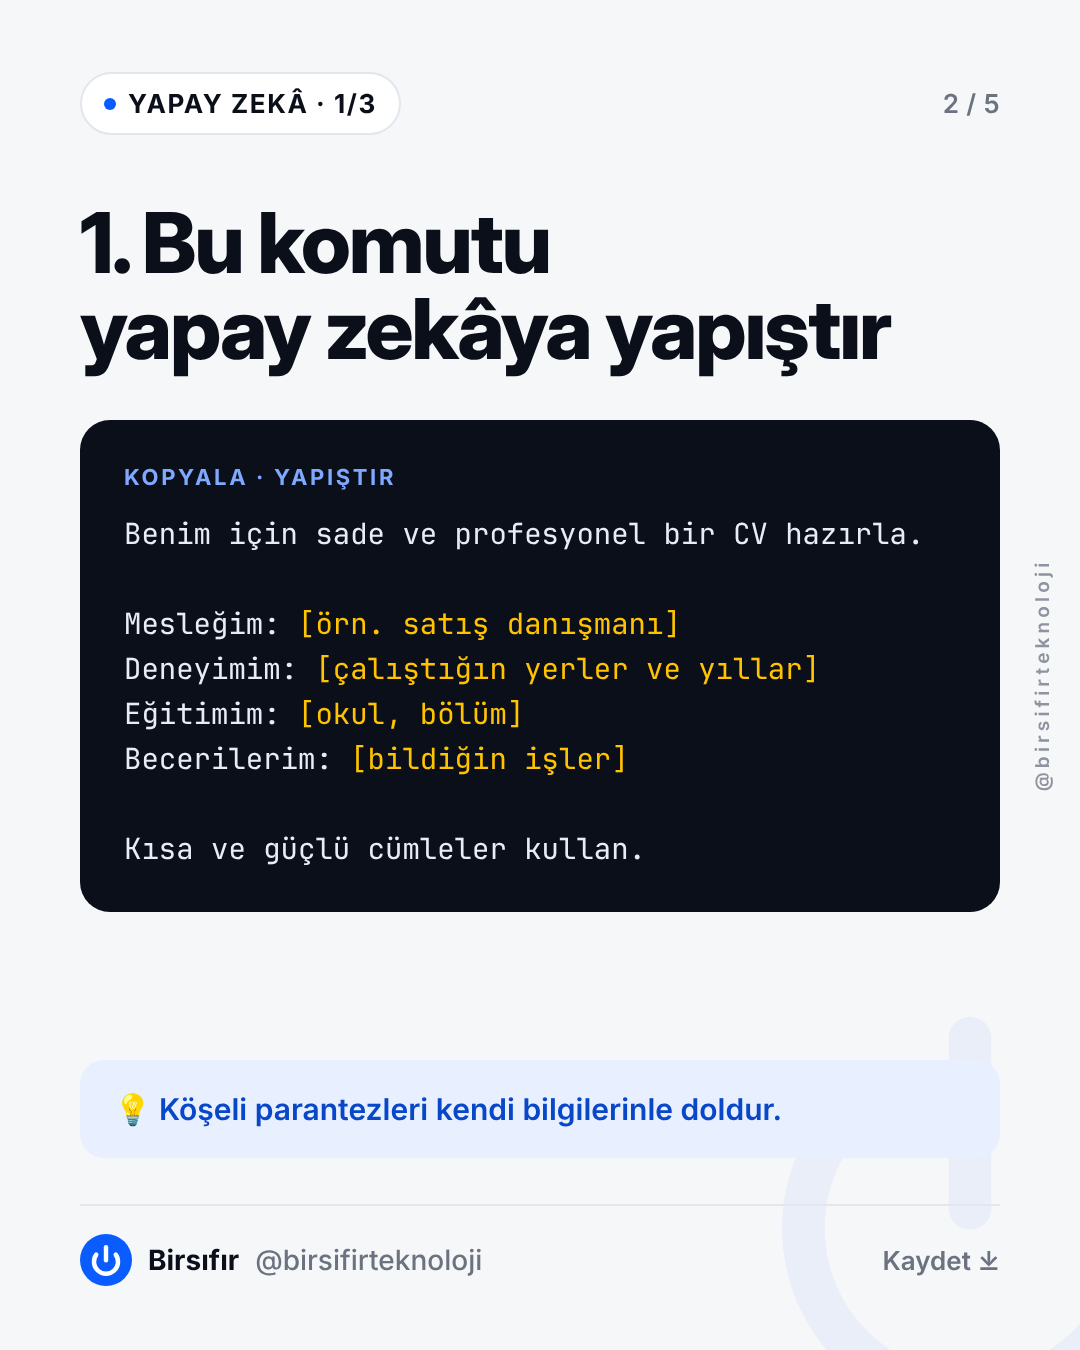 YAPAY ZEKÂ · 1/3
2 / 5
1. Bu komutu
yapay zekâya yapıştır
KOPYALA · YAPIŞTIR
Benim için sade ve profesyonel bir CV hazırla.
Mesleğim: [örn. satış danışmanı]
Deneyimim: [çalıştığın yerler ve yıllar]
Eğitimim: [okul, bölüm]
Becerilerim: [bildiğin işler]
Kısa ve güçlü cümleler kullan.
@birsifirteknoloji
💡 Köşeli parantezleri kendi bilgilerinle doldur.
Birsıfır @birsifirteknoloji
Kaydet